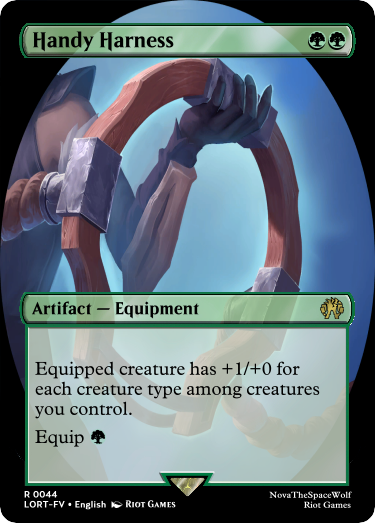 Handy Harness
Artifact — Equipment
Equipped creature has +1/+0 for
each creature type among creatures
you control.
Equip
R 0044
LORT-FV • English Riot Games
NovaTheSpaceWolf
Riot Games